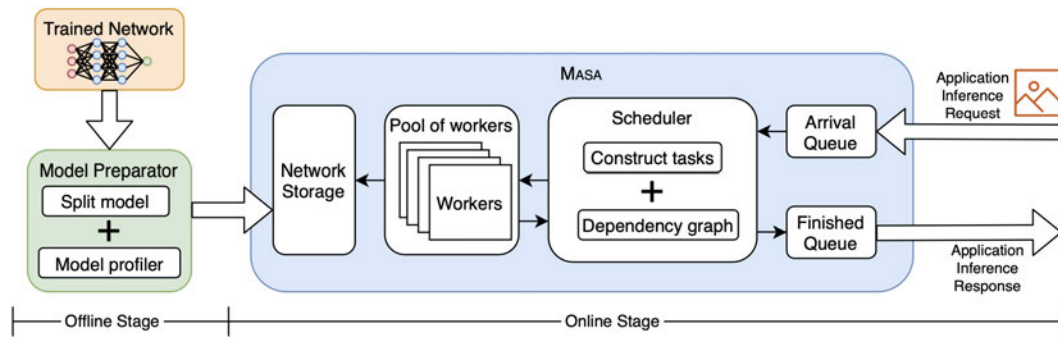 Trained Network
Model Preparator
Split model
+
Model profiler
MASA
Network
Storage
Pool of workers
Workers
Scheduler
Construct tasks
+
Dependency graph
Arrival
Queue
Finished
Queue
Application
Inference
Request
Application
Inference
Response
Offline Stage
Online Stage